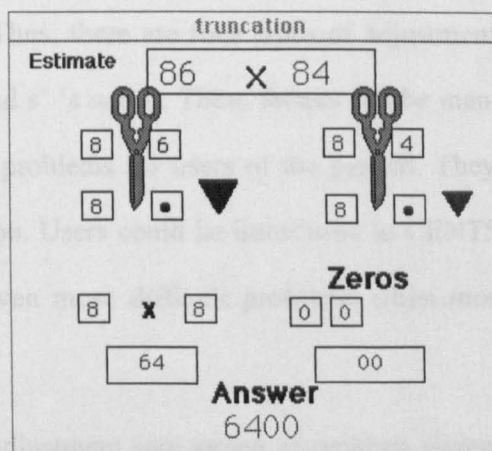 truncation
Estimate 86 x 84
8 6 8 4
8 • 8 •
Zeros
8 x 8 0 0
64 00
Answer
6400